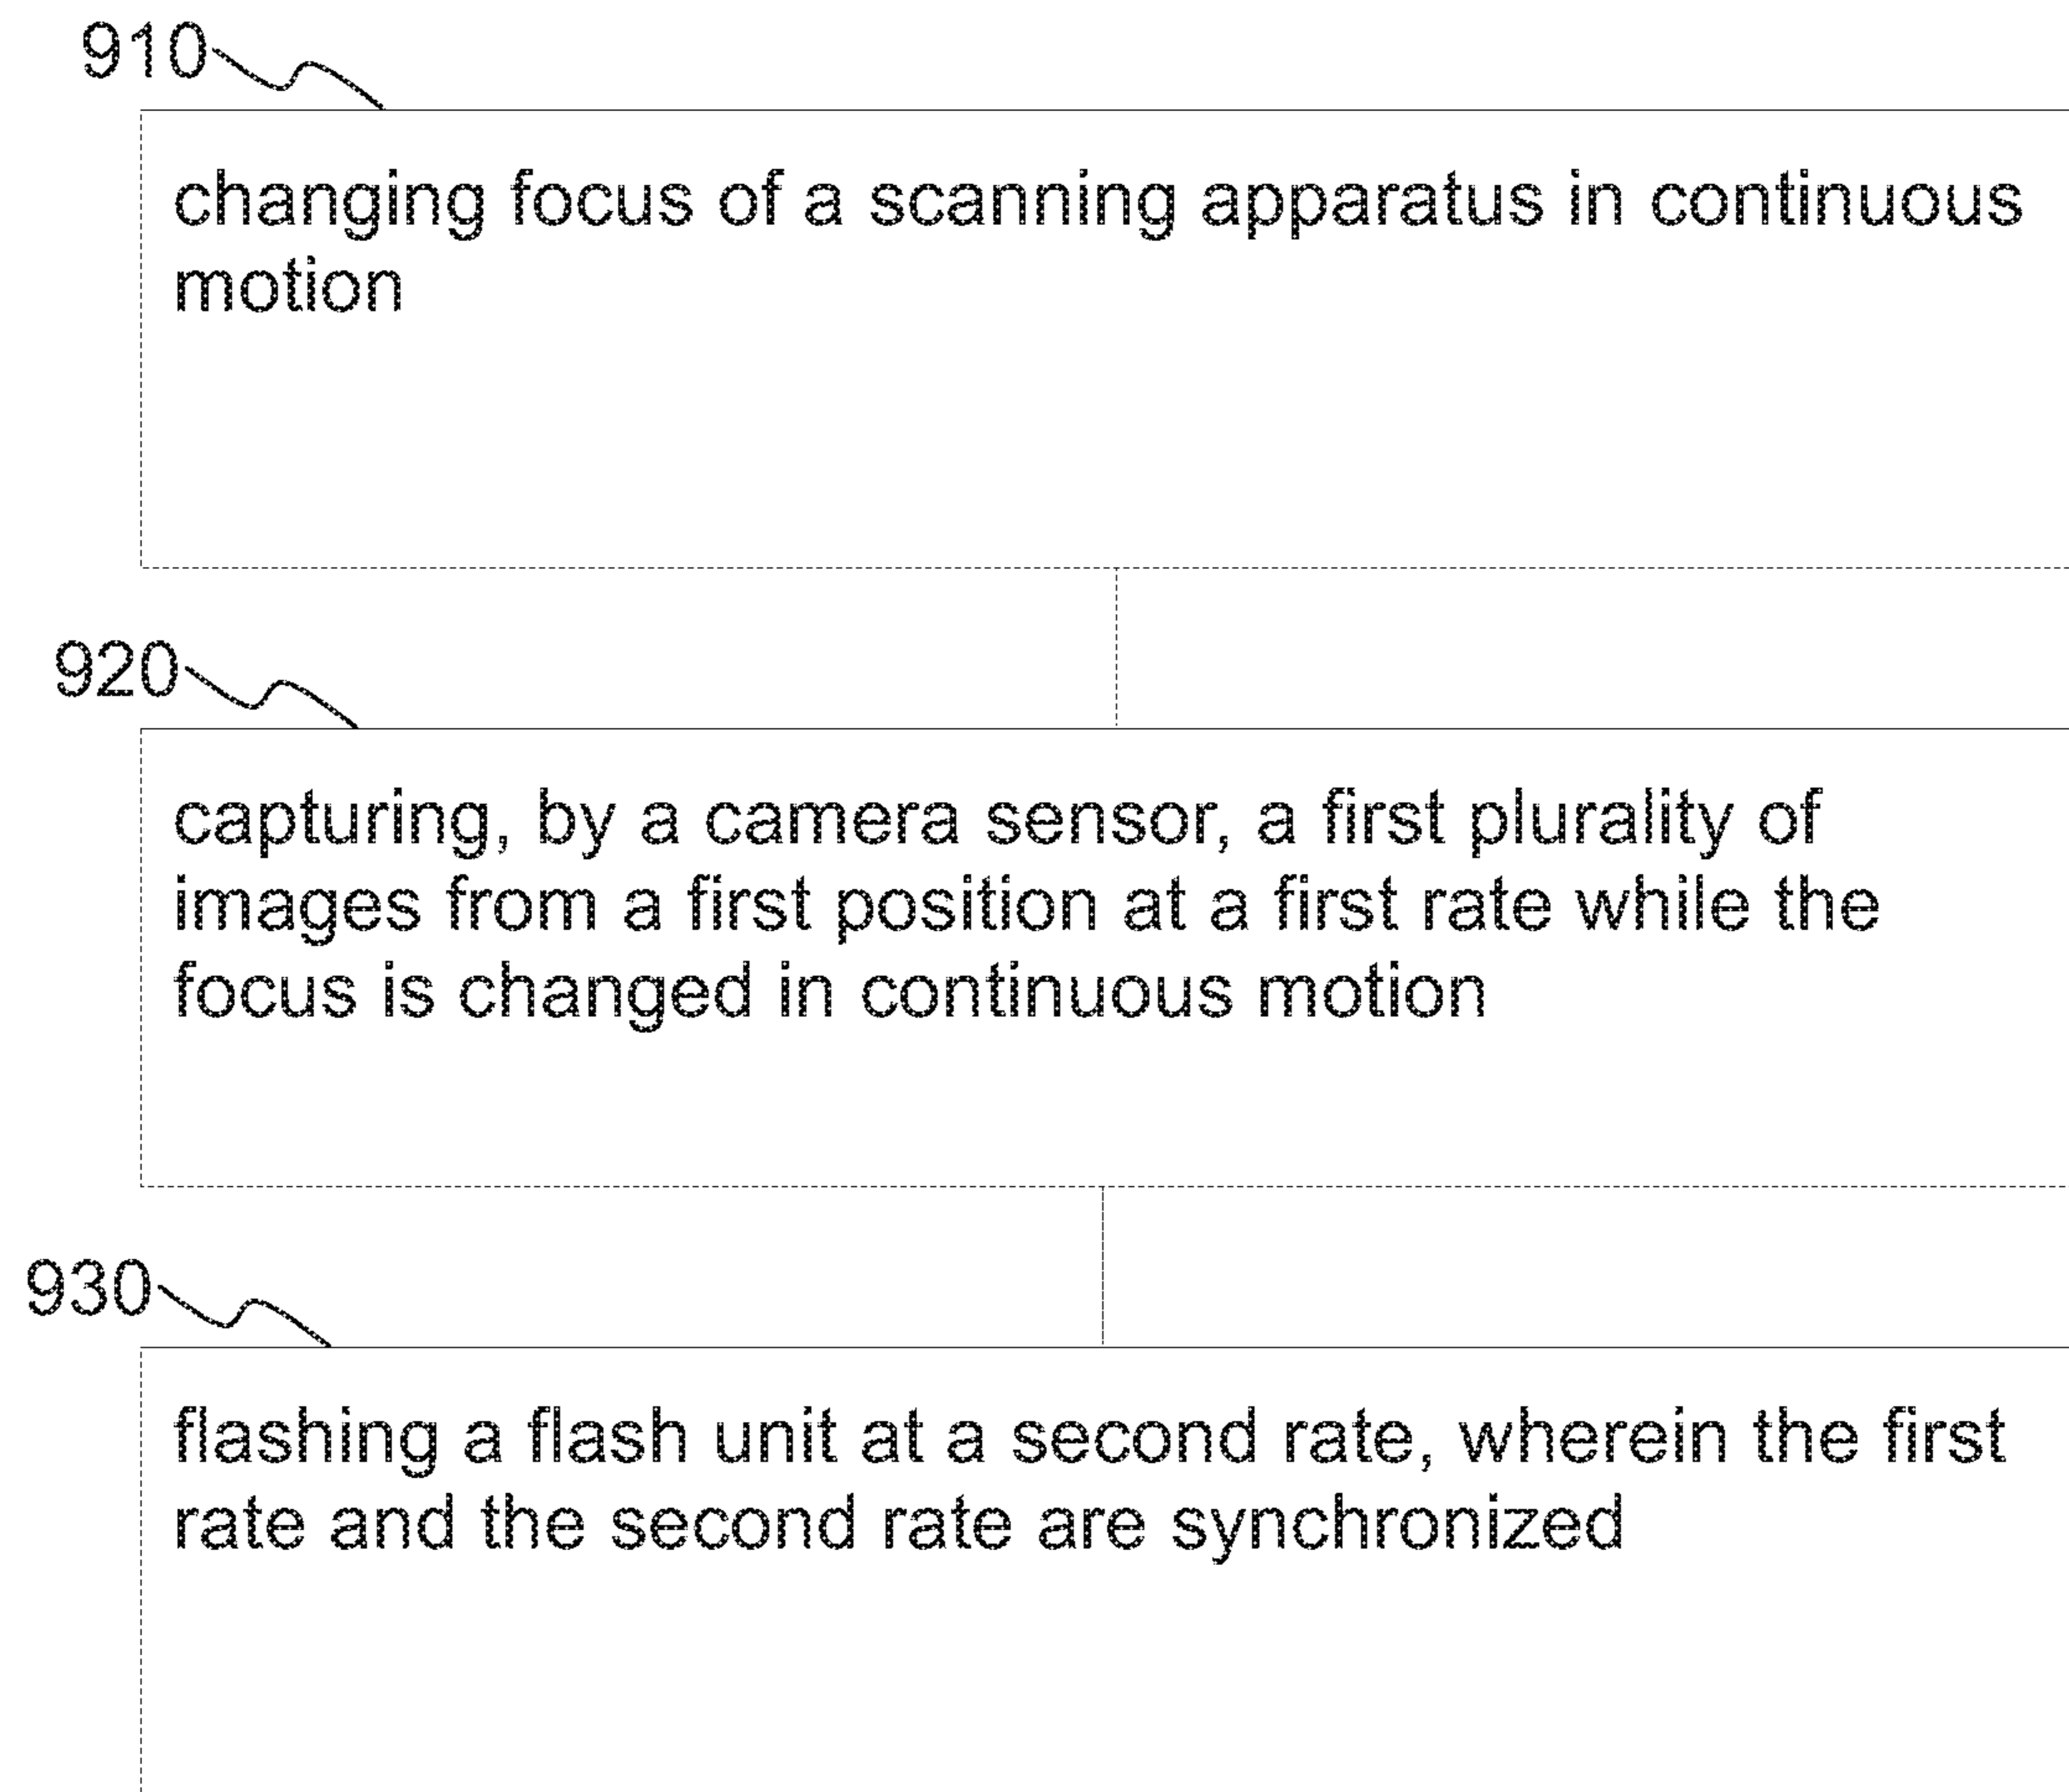 910
changing focus of a scanning apparatus in continuous
motion
920
capturing, by a camera sensor, a first plurality of
images from a first position at a first rate while the
focus is changed in continuous motion
930
flashing a flash unit at a second rate, wherein the first
rate and the second rate are synchronized